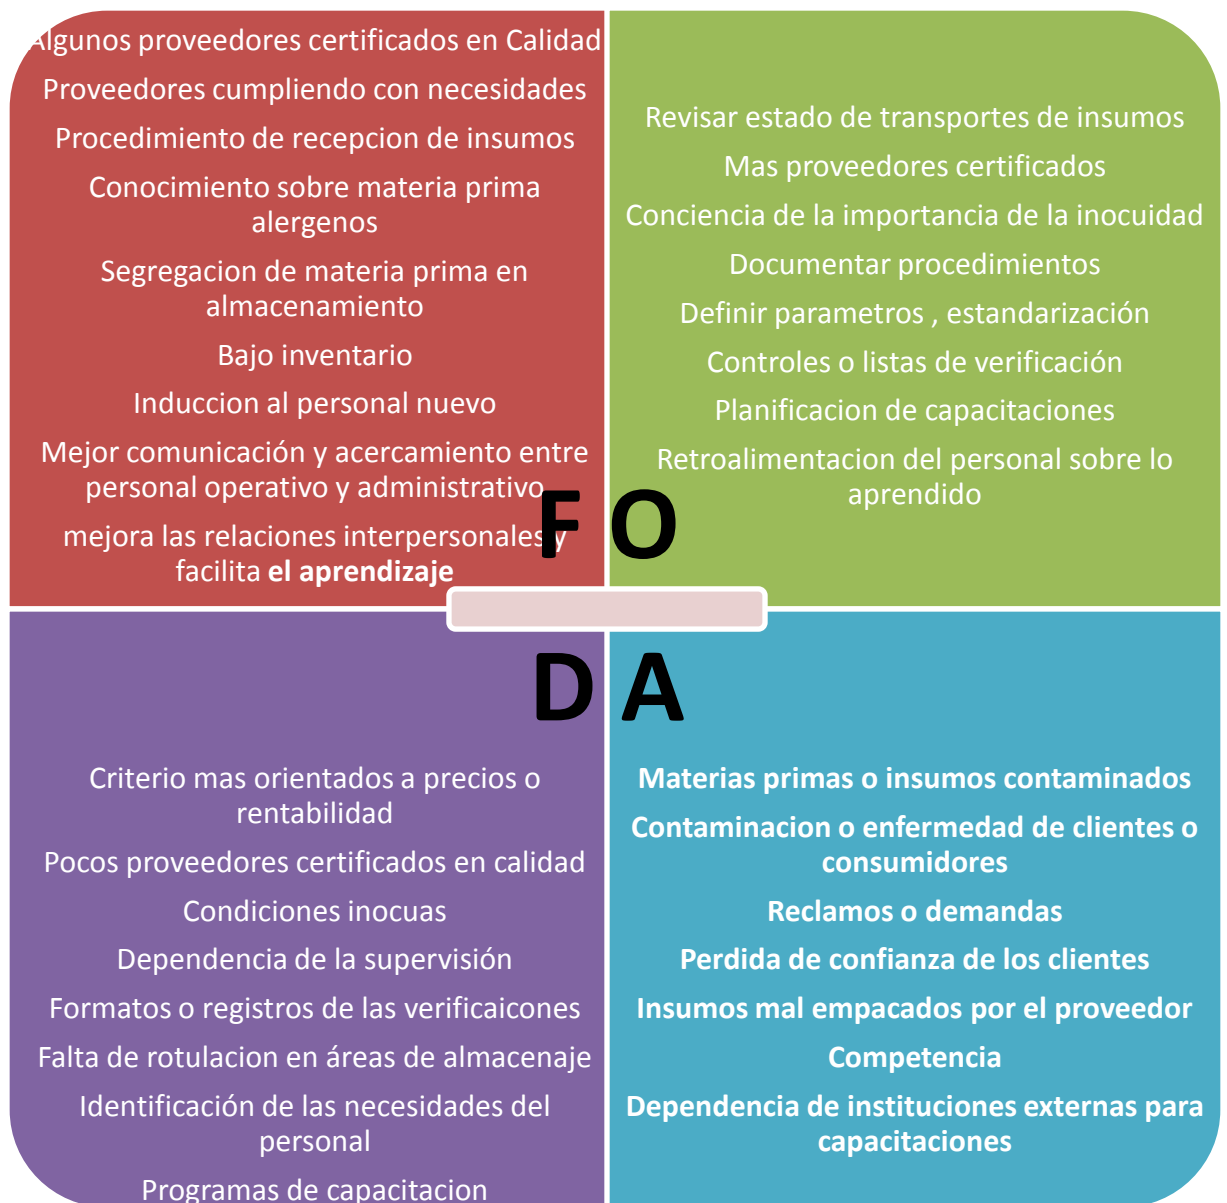 Algunos proveedores certificados en Calidad
Proveedores cumpliendo con necesidades
Procedimiento de recepcion de insumos
Conocimiento sobre materia prima
alergenos
Segregacion de materia prima en
almacenamiento
Bajo inventario
Induccion al personal nuevo
Mejor comunicación y acercamiento entre
personal operativo y administrativo
mejora las relaciones interpersonales y
facilita el aprendizaje
F
Revisar estado de transportes de insumos
Mas proveedores certificados
Conciencia de la importancia de la inocuidad
Documentar procedimientos
Definir parametros , estandarización
Controles o listas de verificación
Planificacion de capacitaciones
Retroalimentacion del personal sobre lo
aprendido
O
D
Criterio mas orientados a precios o
rentabilidad
Pocos proveedores certificados en calidad
Condiciones inocuas
Dependencia de la supervisión
Formatos o registros de las verificaicones
Falta de rotulacion en áreas de almacenaje
Identificación de las necesidades del
personal
Programas de capacitacion
A
Materias primas o insumos contaminados
Contaminacion o enfermedad de clientes o
consumidores
Reclamos o demandas
Perdida de confianza de los clientes
Insumos mal empacados por el proveedor
Competencia
Dependencia de instituciones externas para
capacitaciones